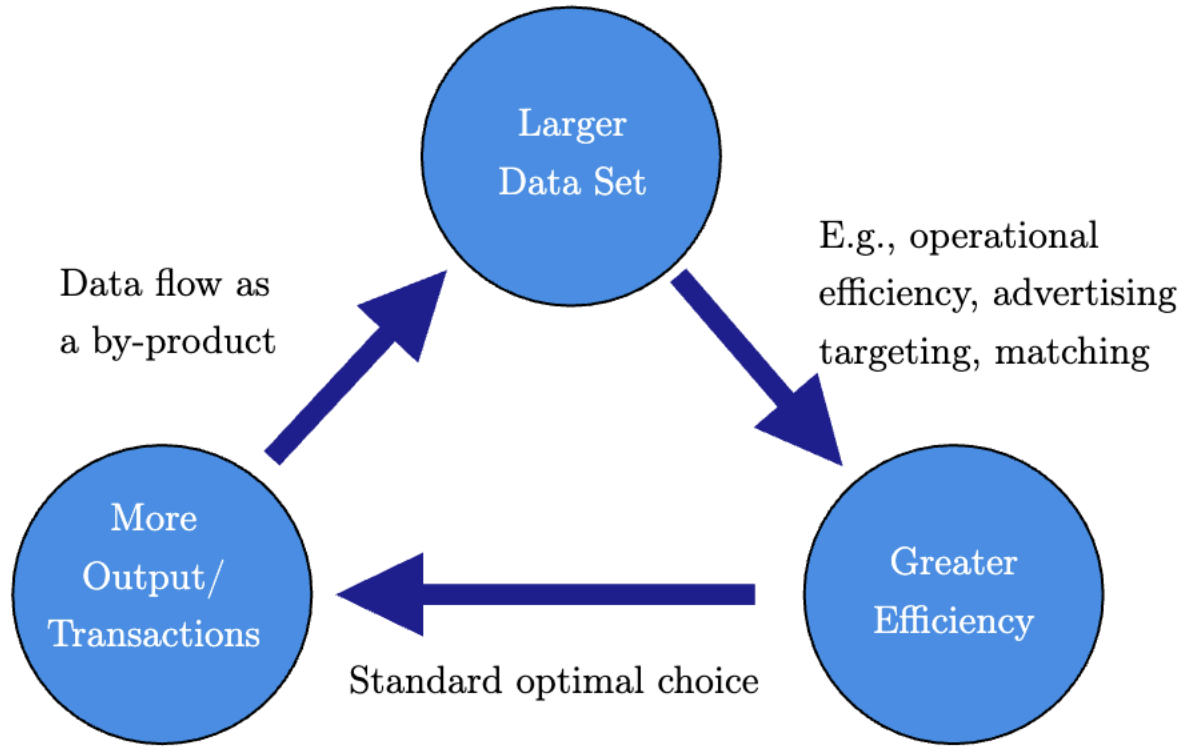 Larger
Data Set
E.g., operational
efficiency, advertising
targeting, matching
Data flow as
a by-product
More
Output/
Transactions
Greater
Efficiency
Standard optimal choice